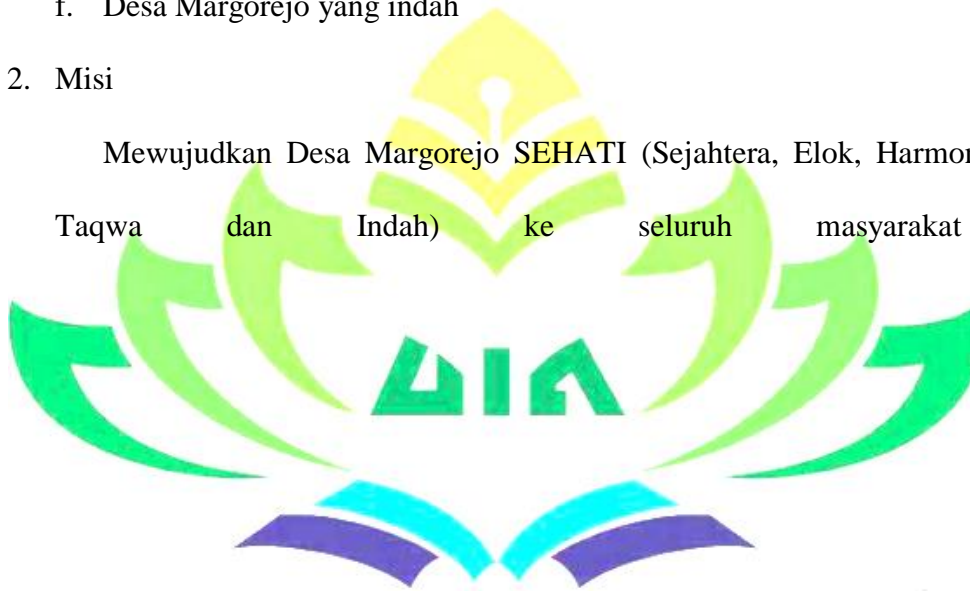 f. Desa Margorejo yang indah
2. Misi
Mewujudkan Desa Margorejo SEHATI (Sejahtera, Elok, Harmon
Taqwa dan Indah) ke seluruh masyarakat